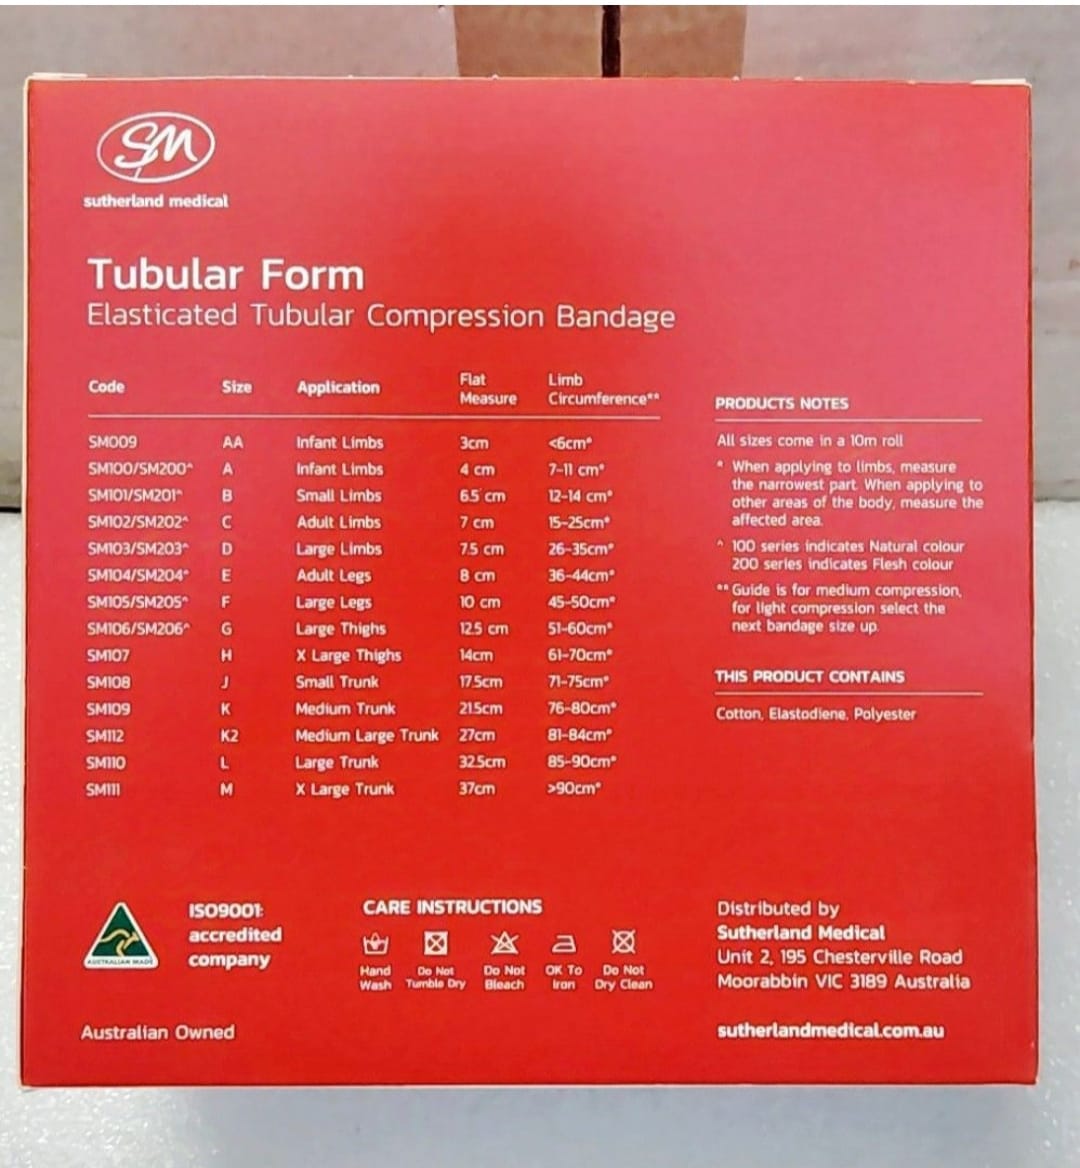 SM
sutherland medical
Tubular Form
Elasticated Tubular Compression Bandage
Code Size Application Flat Measure Limb Circumference**
SM009 AA Infant Limbs 3cm <6cm*
SM100/SM200^ A Infant Limbs 4 cm 7-11 cm*
SM101/SM201^ B Small Limbs 6.5 cm 12-14 cm*
SM102/SM202^ C Adult Limbs 7 cm 15-25cm*
SM103/SM203^ D Large Limbs 7.5 cm 26-35cm*
SM104/SM204^ E Adult Legs 8 cm 36-44cm*
SM105/SM205^ F Large Legs 10 cm 45-50cm*
SM106/SM206^ G Large Thighs 12.5 cm 51-60cm*
SM107 H X Large Thighs 14cm 61-70cm*
SM108 J Small Trunk 17.5cm 71-75cm*
SM109 K Medium Trunk 21.5cm 76-80cm*
SM112 K2 Medium Large Trunk 27cm 81-84cm*
SM110 L Large Trunk 32.5cm 85-90cm*
SM111 M X Large Trunk 37cm >90cm*
PRODUCTS NOTES
All sizes come in a 10m roll
* When applying to limbs, measure
the narrowest part. When applying to
other areas of the body, measure the
affected area.
^ 100 series indicates Natural colour
200 series indicates Flesh colour
** Guide is for medium compression,
for light compression select the
next bandage size up.
THIS PRODUCT CONTAINS
Cotton, Elastodiene, Polyester
AUSTRALIAN MADE
ISO9001:
accredited
company
Australian Owned
CARE INSTRUCTIONS
Hand Wash
Do Not Tumble Dry
Do Not Bleach
OK To Iron
Do Not Dry Clean
Distributed by
Sutherland Medical
Unit 2, 195 Chesterville Road
Moorabbin VIC 3189 Australia
sutherlandmedical.com.au